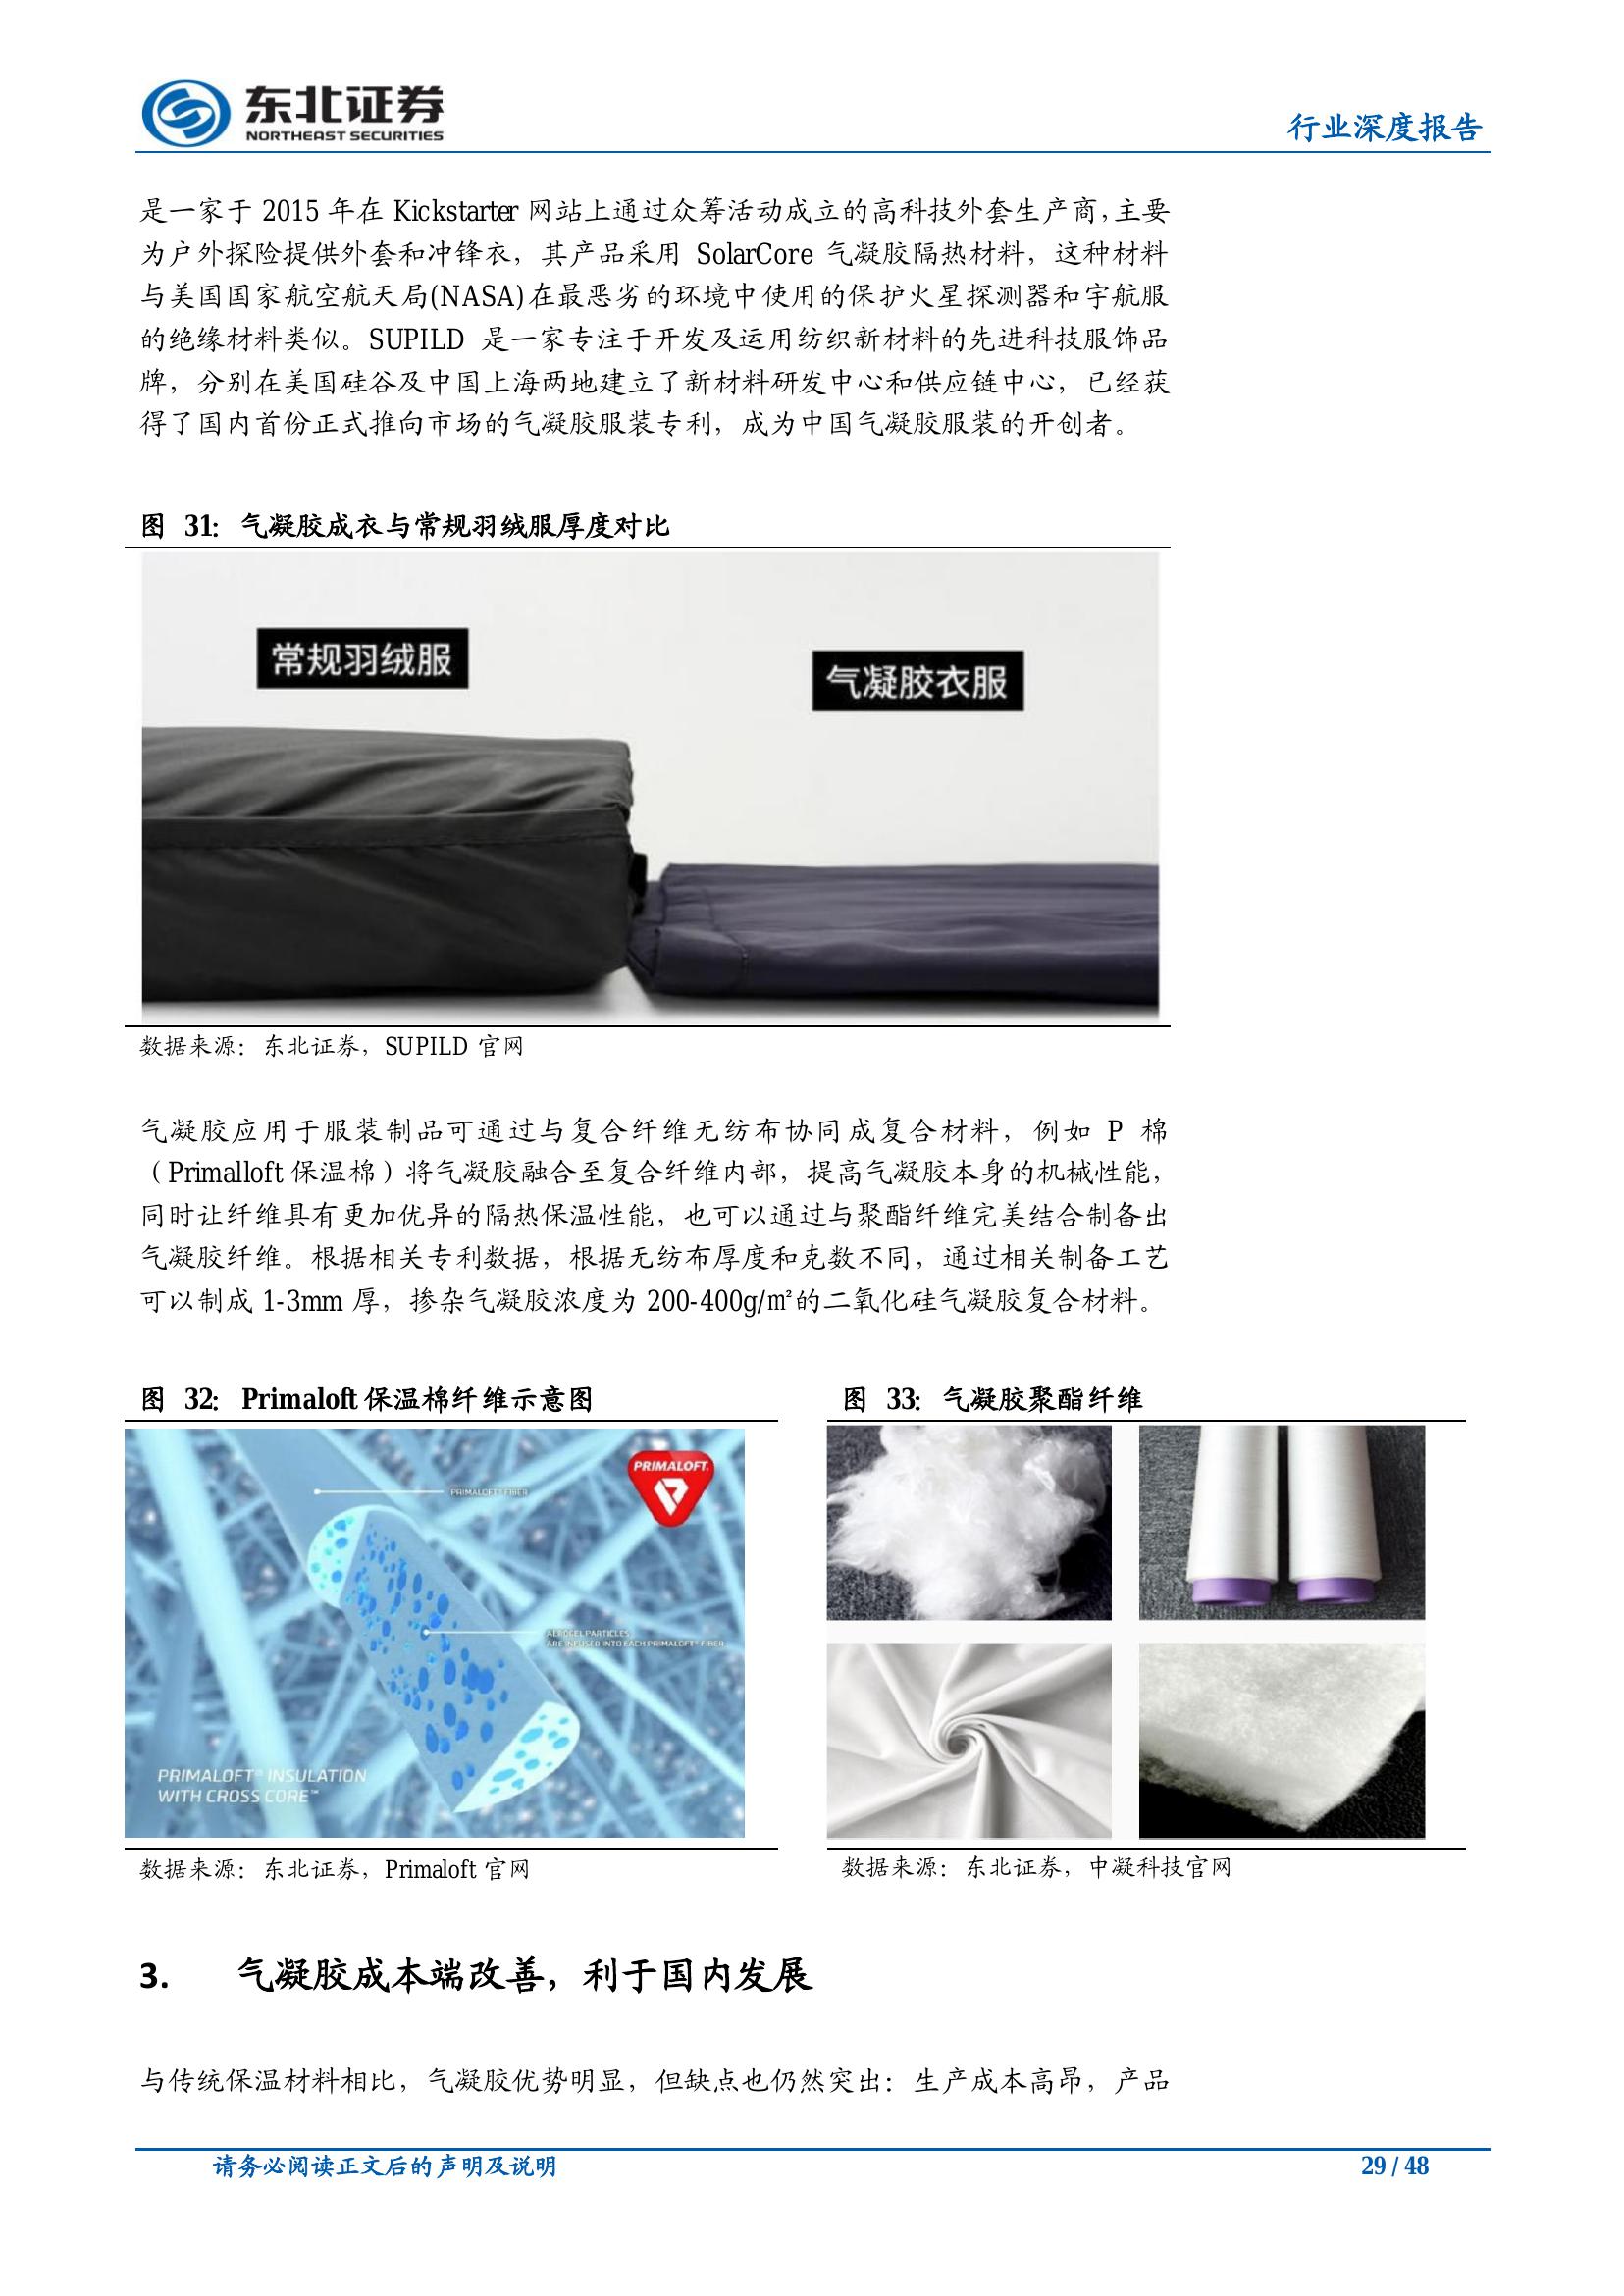 东北证券
NORTHEAST SECURITIES
行业深度报告
是一家于 2015 年在 Kickstarter 网站上通过众筹活动成立的高科技外套生产商,主要
为户外探险提供外套和冲锋衣，其产品采用 SolarCore 气凝胶隔热材料，这种材料
与美国国家航空航天局(NASA)在最恶劣的环境中使用的保护火星探测器和宇航服
的绝缘材料类似。SUPILD 是一家专注于开发及运用纺织新材料的先进科技服饰品
牌，分别在美国硅谷及中国上海两地建立了新材料研发中心和供应链中心，已经获
得了国内首份正式推向市场的气凝胶服装专利，成为中国气凝胶服装的开创者。
图 31：气凝胶成衣与常规羽绒服厚度对比
常规羽绒服
气凝胶衣服
数据来源：东北证券，SUPILD 官网
气凝胶应用于服装制品可通过与复合纤维无纺布协同成复合材料，例如 P 棉
（Primalloft 保温棉）将气凝胶融合至复合纤维内部，提高气凝胶本身的机械性能，
同时让纤维具有更加优异的隔热保温性能，也可以通过与聚酯纤维完美结合制备出
气凝胶纤维。根据相关专利数据，根据无纺布厚度和克数不同，通过相关制备工艺
可以制成 1-3mm 厚，掺杂气凝胶浓度为 200-400g/㎡的二氧化硅气凝胶复合材料。
图 32：Primaloft 保温棉纤维示意图
图 33：气凝胶聚酯纤维
PRIMALOFT
PRIMALOFT® FIBER
AEROGEL PARTICLES
ARE INFUSED INTO EACH PRIMALOFT® FIBER
PRIMALOFT® INSULATION
WITH CROSS CORE™
数据来源：东北证券，Primaloft 官网
数据来源：东北证券，中凝科技官网
3. 气凝胶成本端改善，利于国内发展
与传统保温材料相比，气凝胶优势明显，但缺点也仍然突出：生产成本高昂，产品
请务必阅读正文后的声明及说明
29 / 48